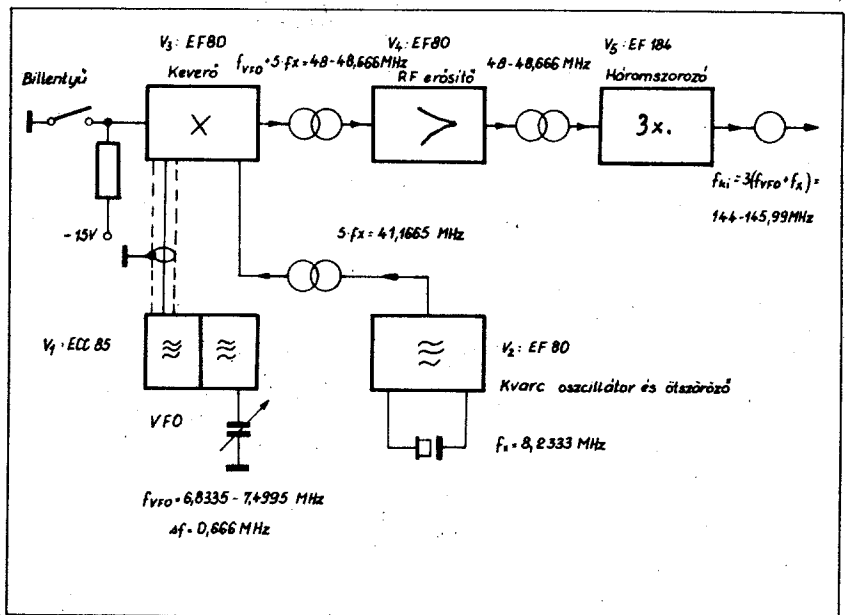 V3: EF80
V4: EF80
V5: EF 184
Billentyű
Keverő
fVFO + 5·fx = 48-48,666MHz
RF erősítő
48-48,666 MHz
Háromszorozó
X
3x.
fki = 3(fVFO + fx) =
144-145,99MHz
-15V
5·fx = 41,1665 MHz
V1: ECC 85
V2: EF 80
Kvarc oszcillátor és ötszöröző
VFO
fx = 8,2333 MHz
fVFO = 6,8335-7,4995 MHz
Δf = 0,666 MHz